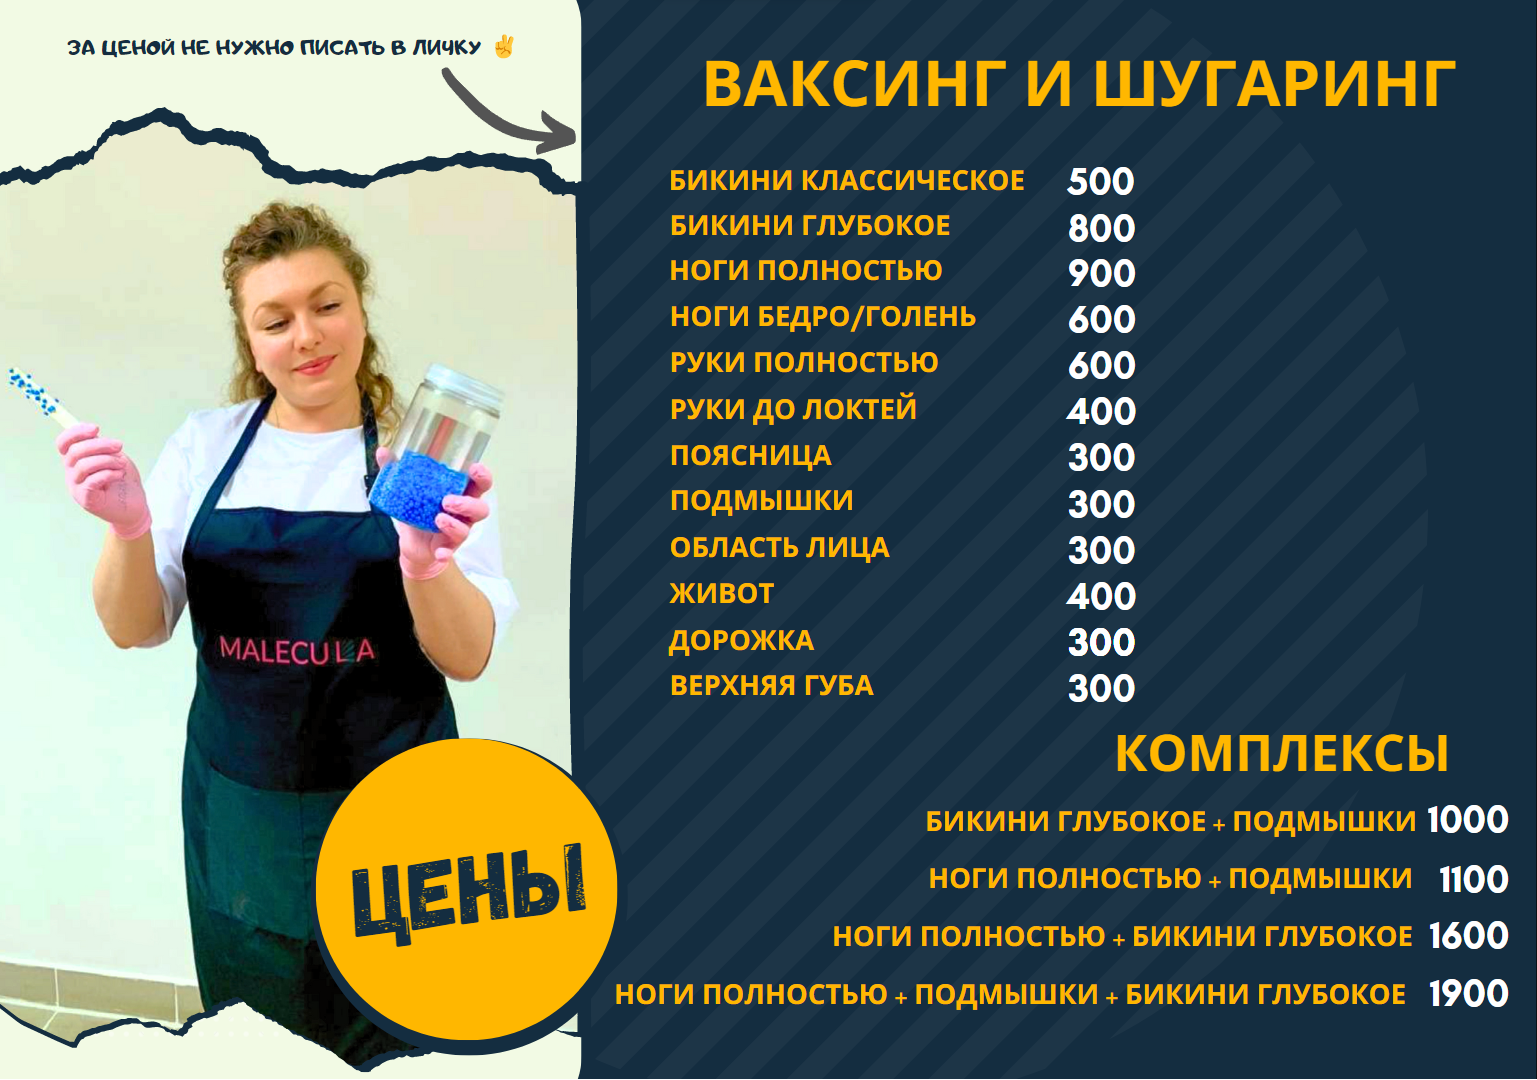 ЗА ЦЕНОЙ НЕ НУЖНО ПИСАТЬ В ЛИЧКУ ✌
ВАКСИНГ И ШУГАРИНГ
БИКИНИ КЛАССИЧЕСКОЕ 500
БИКИНИ ГЛУБОКОЕ 800
НОГИ ПОЛНОСТЬЮ 900
НОГИ БЕДРО/ГОЛЕНЬ 600
РУКИ ПОЛНОСТЬЮ 600
РУКИ ДО ЛОКТЕЙ 400
ПОЯСНИЦА 300
ПОДМЫШКИ 300
ОБЛАСТЬ ЛИЦА 300
ЖИВОТ 400
ДОРОЖКА 300
ВЕРХНЯЯ ГУБА 300
КОМПЛЕКСЫ
БИКИНИ ГЛУБОКОЕ + ПОДМЫШКИ 1000
НОГИ ПОЛНОСТЬЮ + ПОДМЫШКИ 1100
НОГИ ПОЛНОСТЬЮ + БИКИНИ ГЛУБОКОЕ 1600
НОГИ ПОЛНОСТЬЮ + ПОДМЫШКИ + БИКИНИ ГЛУБОКОЕ 1900
MALECULA
ЦЕНЫ